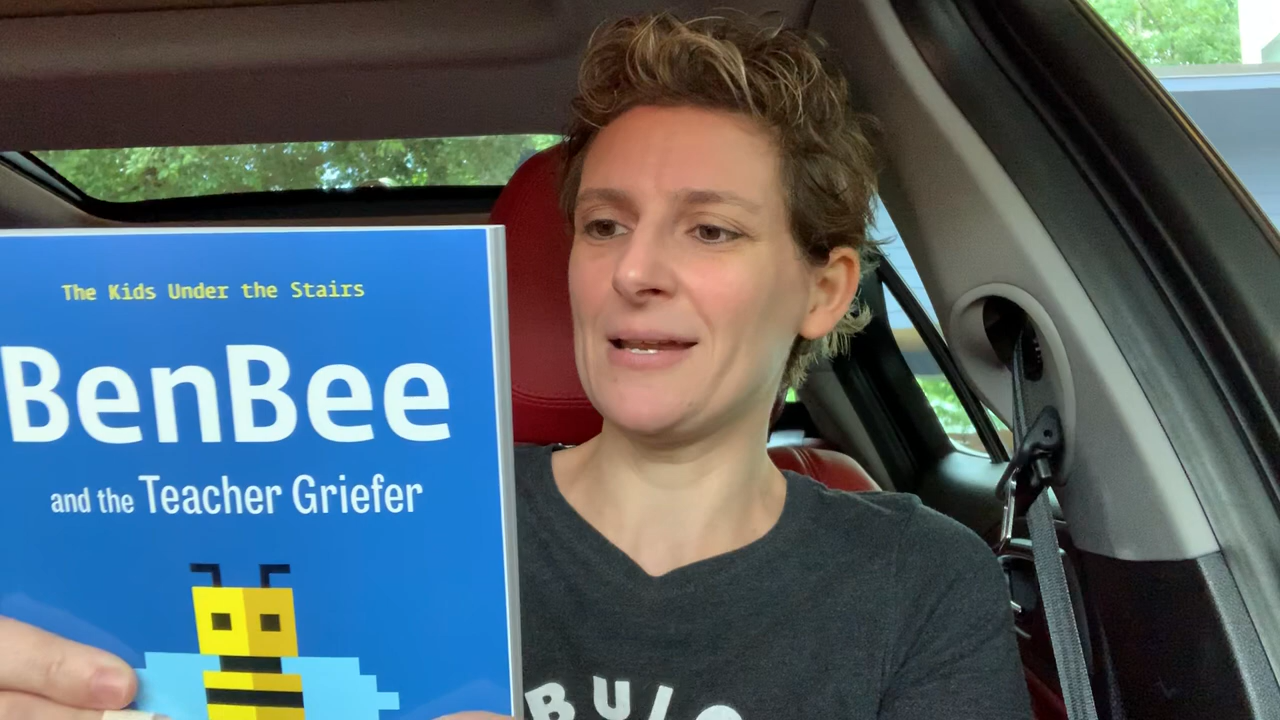 The Kids Under the Stairs
BenBee
and the Teacher Griefer